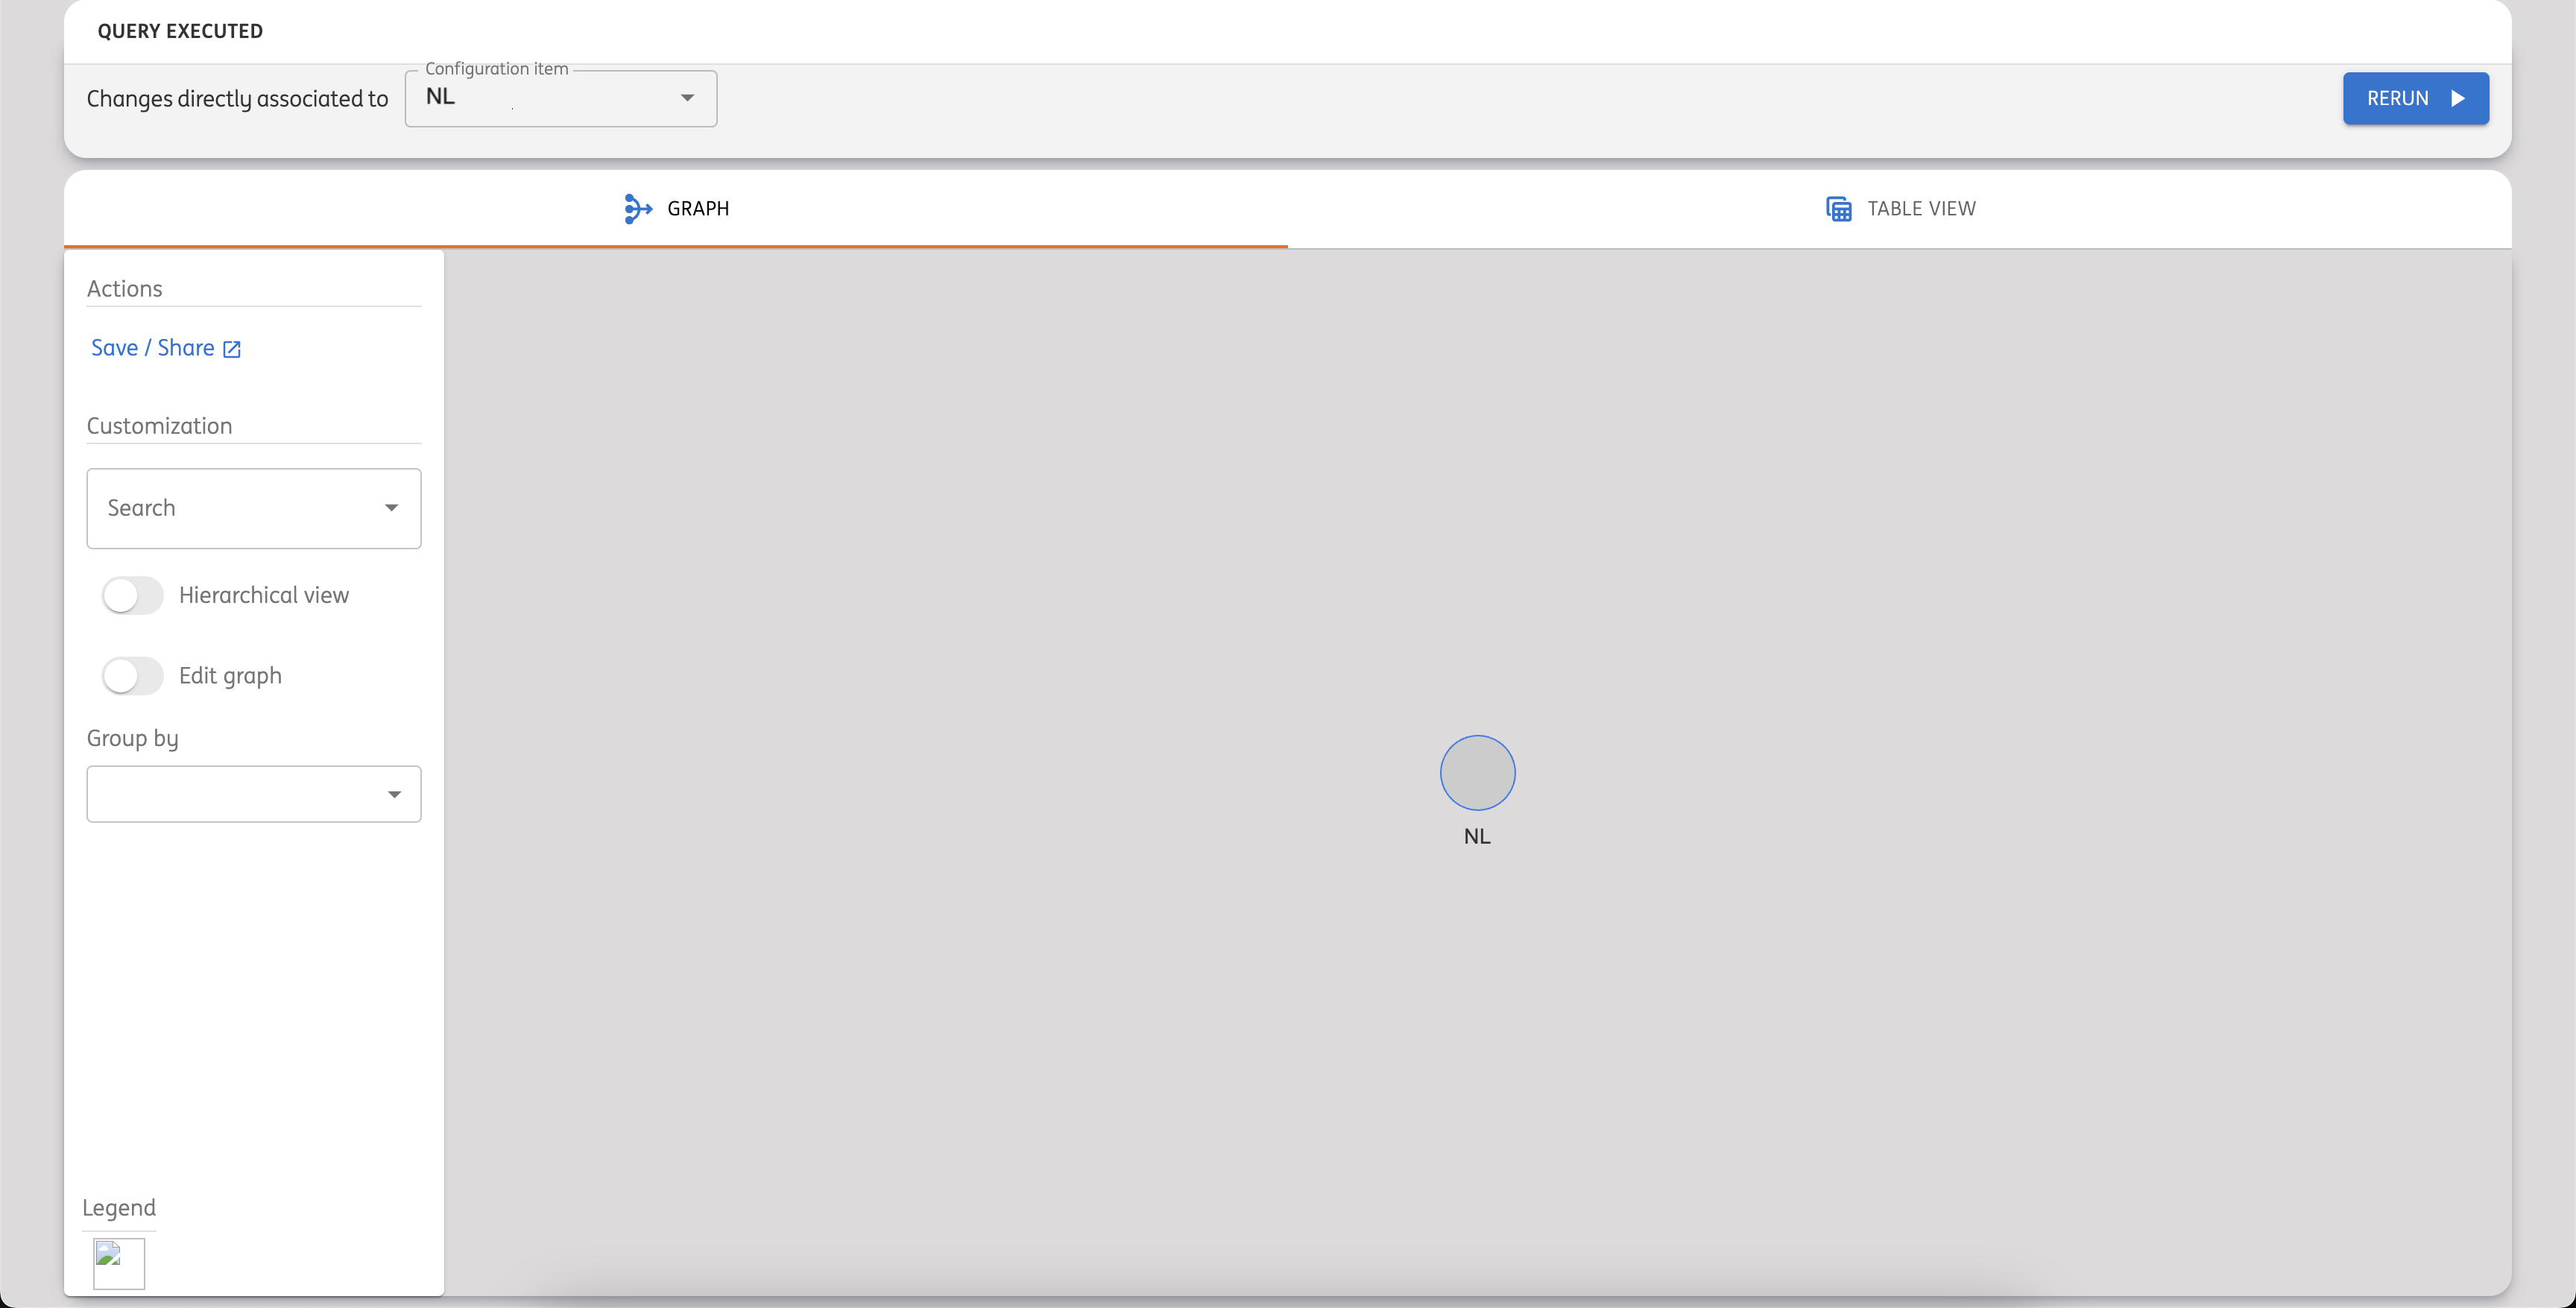 QUERY EXECUTED
Configuration item
Changes directly associated to NL
RERUN
GRAPH
TABLE VIEW
Actions
Save / Share
Customization
Search
Hierarchical view
Edit graph
Group by
NL
Legend